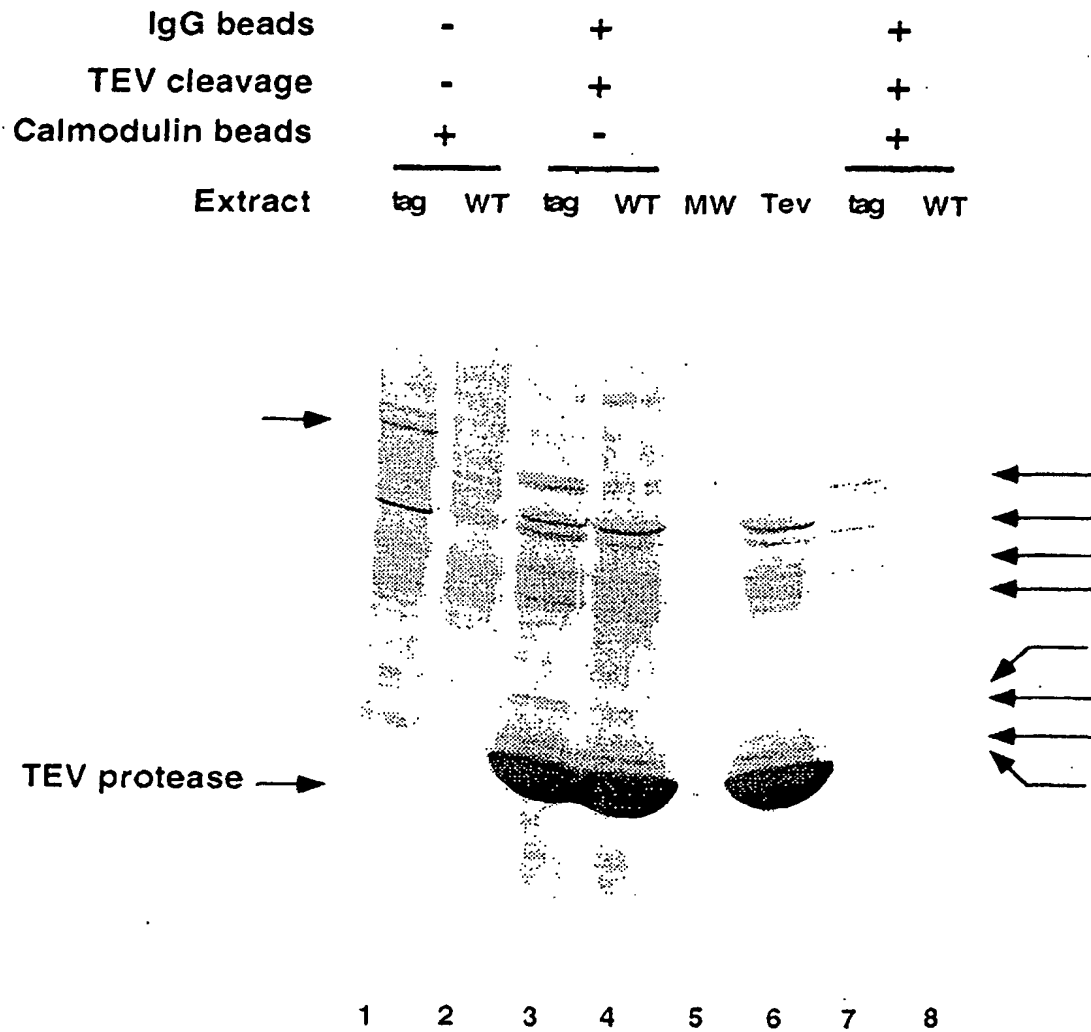 IgG beads - + +
TEV cleavage - + +
Calmodulin beads + - +
Extract tag WT tag WT MW Tev tag WT
TEV protease
1 2 3 4 5 6 7 8